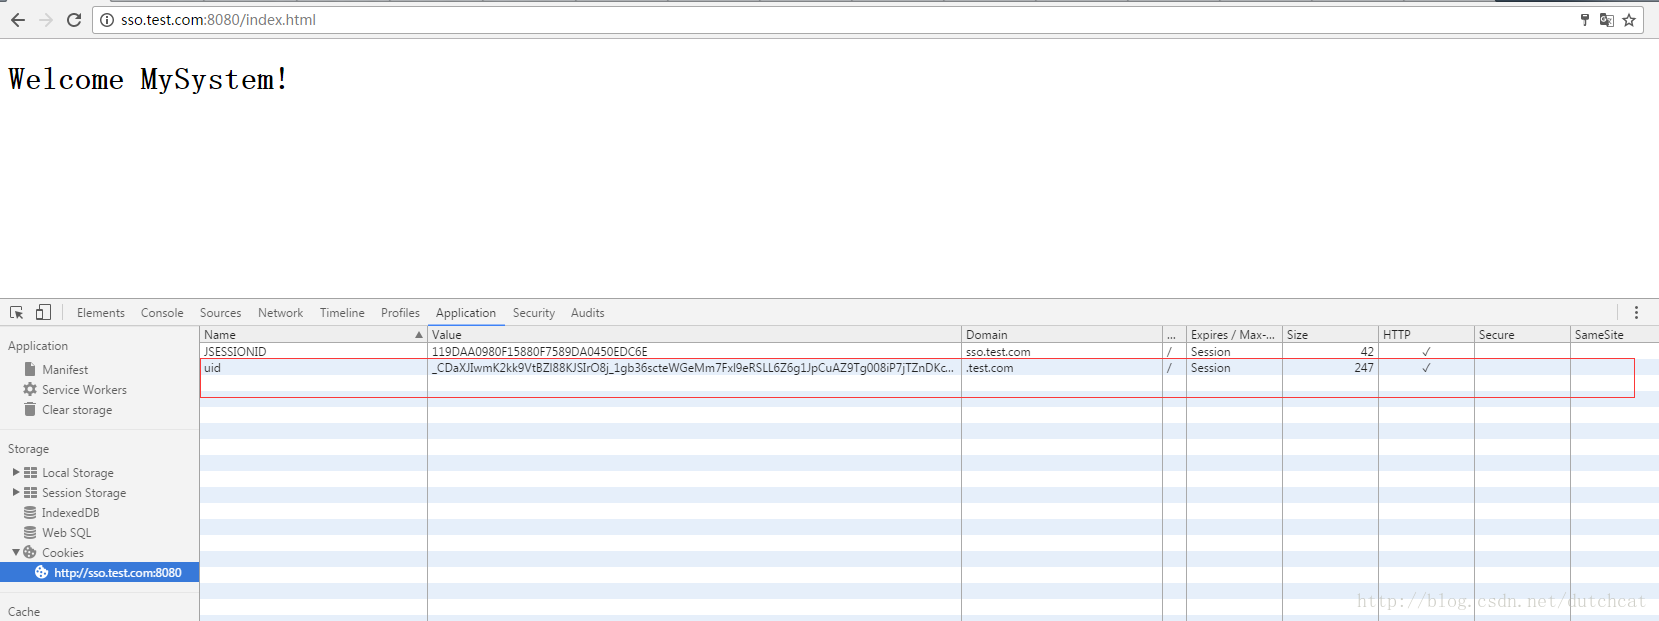 sso.test.com:8080/index.html
Welcome MySystem!
Elements Console Sources Network Timeline Profiles Application Security Audits
Application
Manifest
Service Workers
Clear storage
Storage
Local Storage
Session Storage
IndexedDB
Web SQL
Cookies
http://sso.test.com:8080
Cache
Name Value Domain ... Expires / Max-... Size HTTP Secure SameSite
JSESSIONID 119DAA0980F15880F7589DA0450EDC6E sso.test.com / Session 42 ✓
uid _CDaXJIwmK2kk9VtBZl88KJSIrO8j_1gb36scteWGeMm7FxI9eRSLL6Z6g1JpCuAZ9Tg008iP7jTZnDKc... .test.com / Session 247 ✓
http://blog.csdn.net/dutchcat